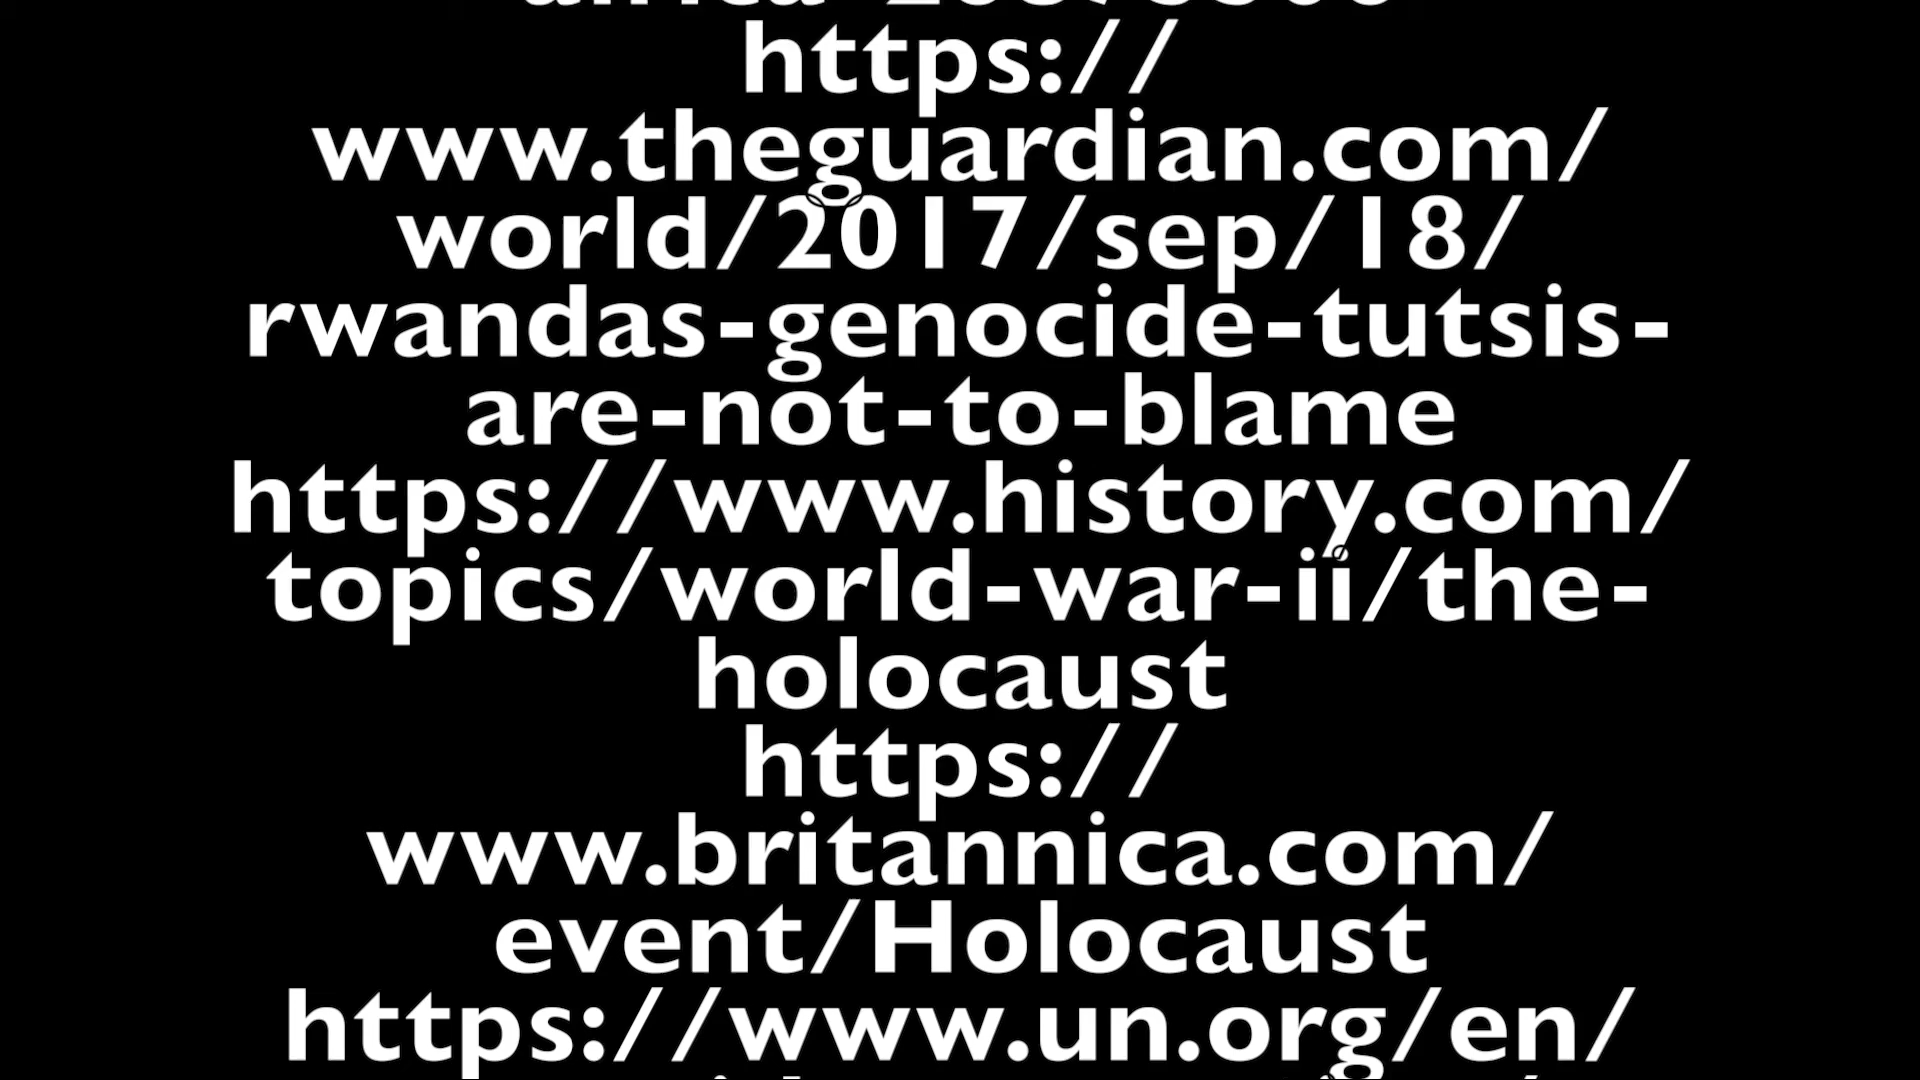 https://
www.theguardian.com/
world/2017/sep/18/
rwandas-genocide-tutsis-
are-not-to-blame
https://www.history.com/
topics/world-war-ii/the-
holocaust
https://
www.britannica.com/
event/Holocaust
https://www.un.org/en/